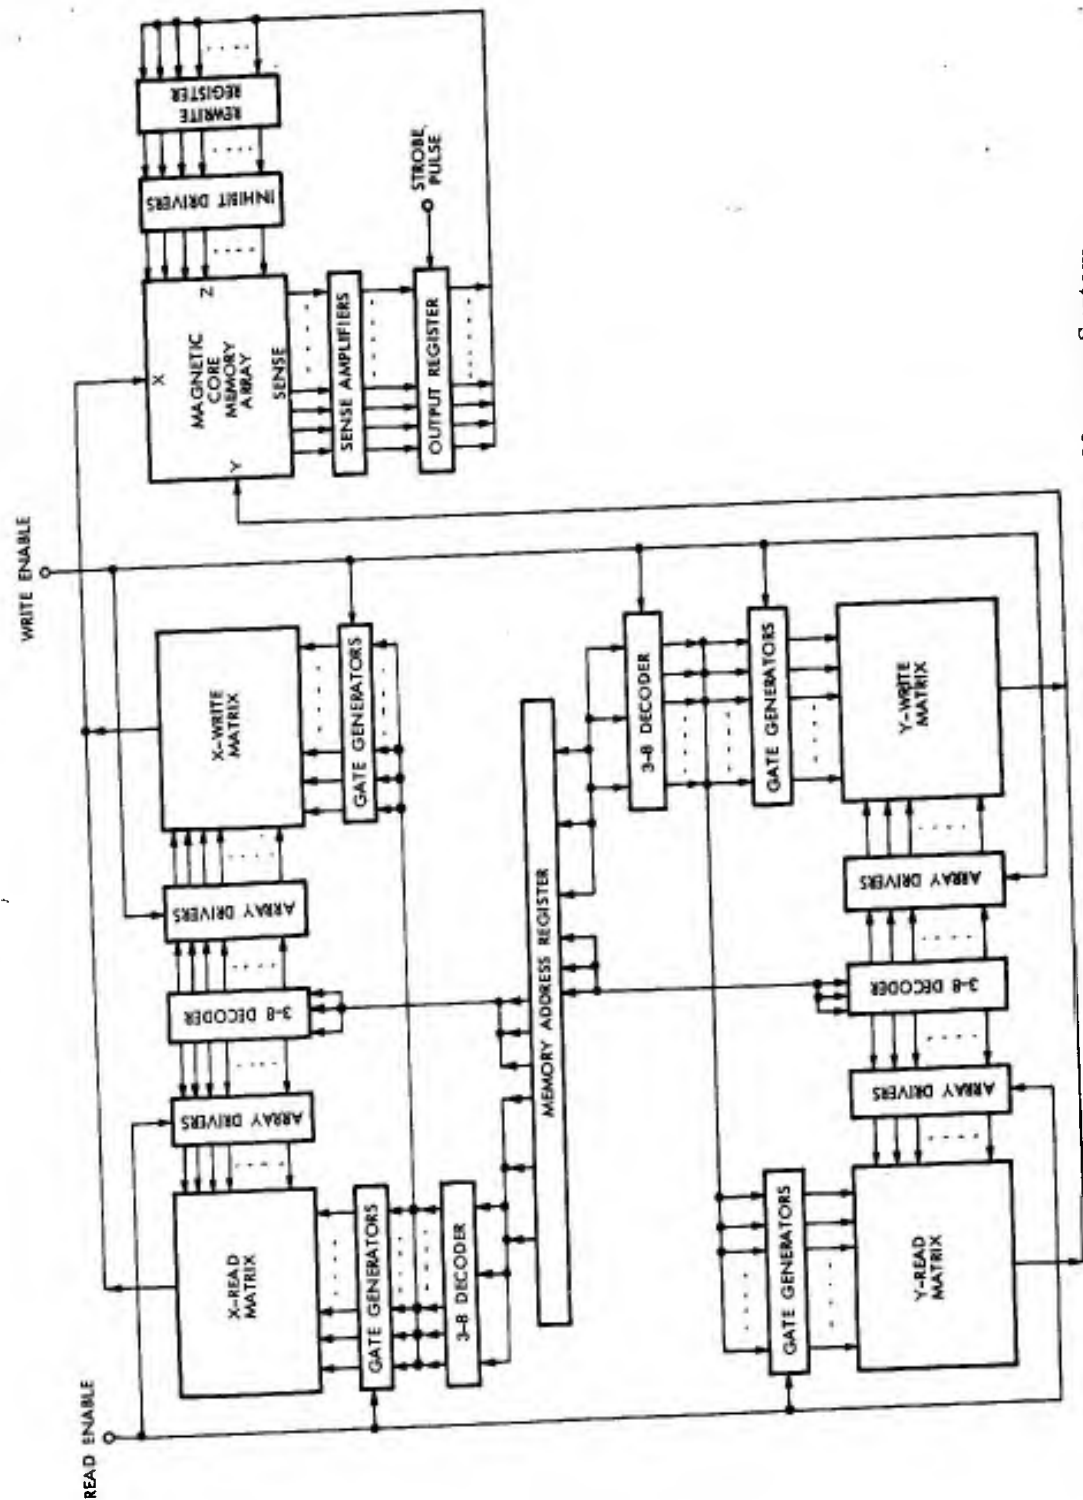 REWRITE
REGISTER
INHIBIT DRIVERS
STROBE
PULSE
X
Z
MAGNETIC
CORE
MEMORY
ARRAY
Y
SENSE
SENSE AMPLIFIERS
OUTPUT REGISTER
WRITE ENABLE
X-WRITE
MATRIX
GATE GENERATORS
ARRAY DRIVERS
3-8 DECODER
ARRAY DRIVERS
X-READ
MATRIX
GATE GENERATORS
3-8 DECODER
READ ENABLE
MEMORY ADDRESS REGISTER
3-8 DECODER
GATE GENERATORS
Y-WRITE
MATRIX
ARRAY DRIVERS
3-8 DECODER
ARRAY DRIVERS
GATE GENERATORS
Y-READ
MATRIX